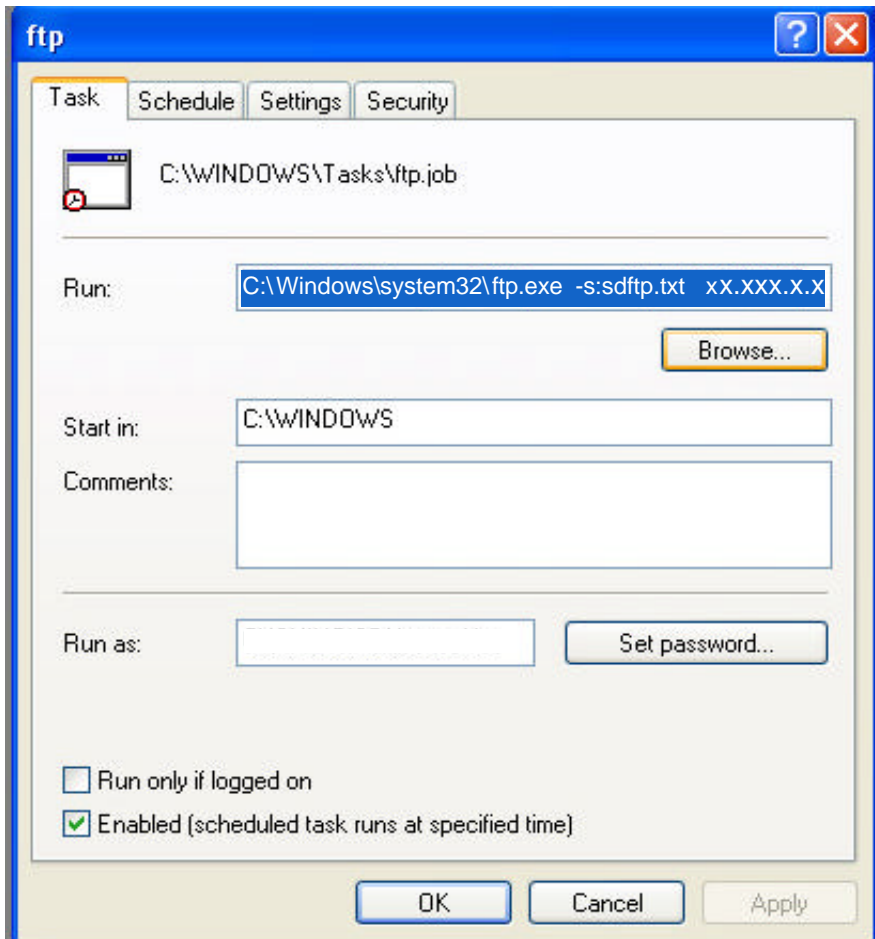 ftp
Task Schedule Settings Security
C:\WINDOWS\Tasks\ftp.job
Run: C:\Windows\system32\ftp.exe -s:sdftp.txt xx.xxx.x.x
Browse...
Start in: C:\WINDOWS
Comments:
Run as: Set password...
Run only if logged on
Enabled (scheduled task runs at specified time)
OK Cancel Apply